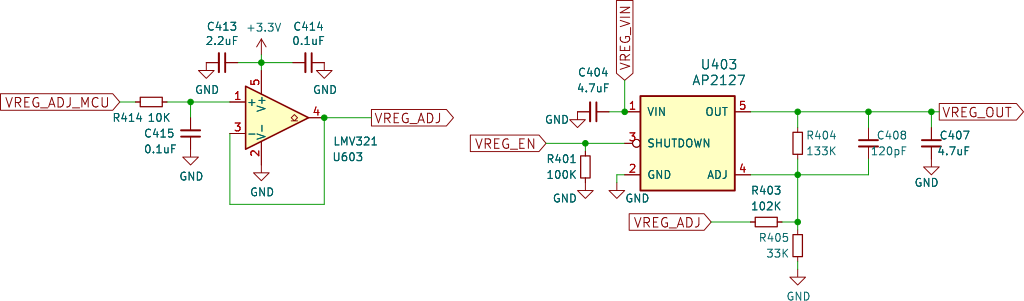 C413
2.2uF
+3.3V
C414
0.1uF
GND
GND
VREG_ADJ_MCU
R414 10K
C415
0.1uF
GND
1
3
5
2
4
+
-
V+
V-
LMV321
U603
GND
VREG_ADJ
VREG_VIN
C404
4.7uF
GND
U403
AP2127
1
VIN
OUT
5
VREG_OUT
VREG_EN
3
SHUTDOWN
R401
100K
GND
2
GND
ADJ
4
GND
R404
133K
C408
120pF
C407
4.7uF
GND
R403
102K
VREG_ADJ
R405
33K
GND